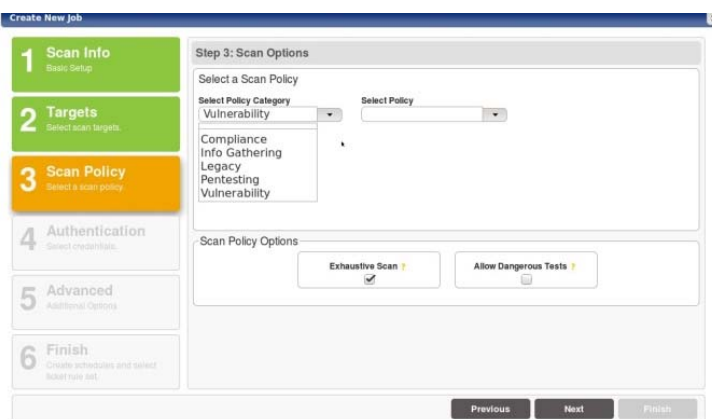 Create New Job
1 Scan Info
Basic Setup
2 Targets
Select scan targets.
3 Scan Policy
Select a scan policy
4 Authentication
Select credentials.
5 Advanced
Additional Options
6 Finish
Create schedules and select
ticket rule set.
Step 3: Scan Options
Select a Scan Policy
Select Policy Category
Vulnerability
Compliance
Info Gathering
Legacy
Pentesting
Vulnerability
Select Policy
Scan Policy Options
Exhaustive Scan ?
Allow Dangerous Tests ?
Previous
Next
Finish